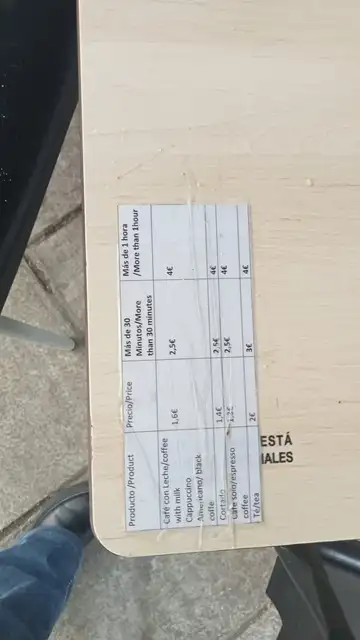 Producto /Product Precio/Price Más de 30 Minutos/More than 30 minutes Más de 1 hora /More than 1hour
Café con Leche/coffee with milk 1,6€ 2,5€ 4€
Cappuccino
Americano/ black coffe 1,4€ 2,5€ 4€
Cortado 2,5€ 4€
Café solo/espresso coffee
Té/tea 2€ 3€ 4€
ESTÁ
IALES